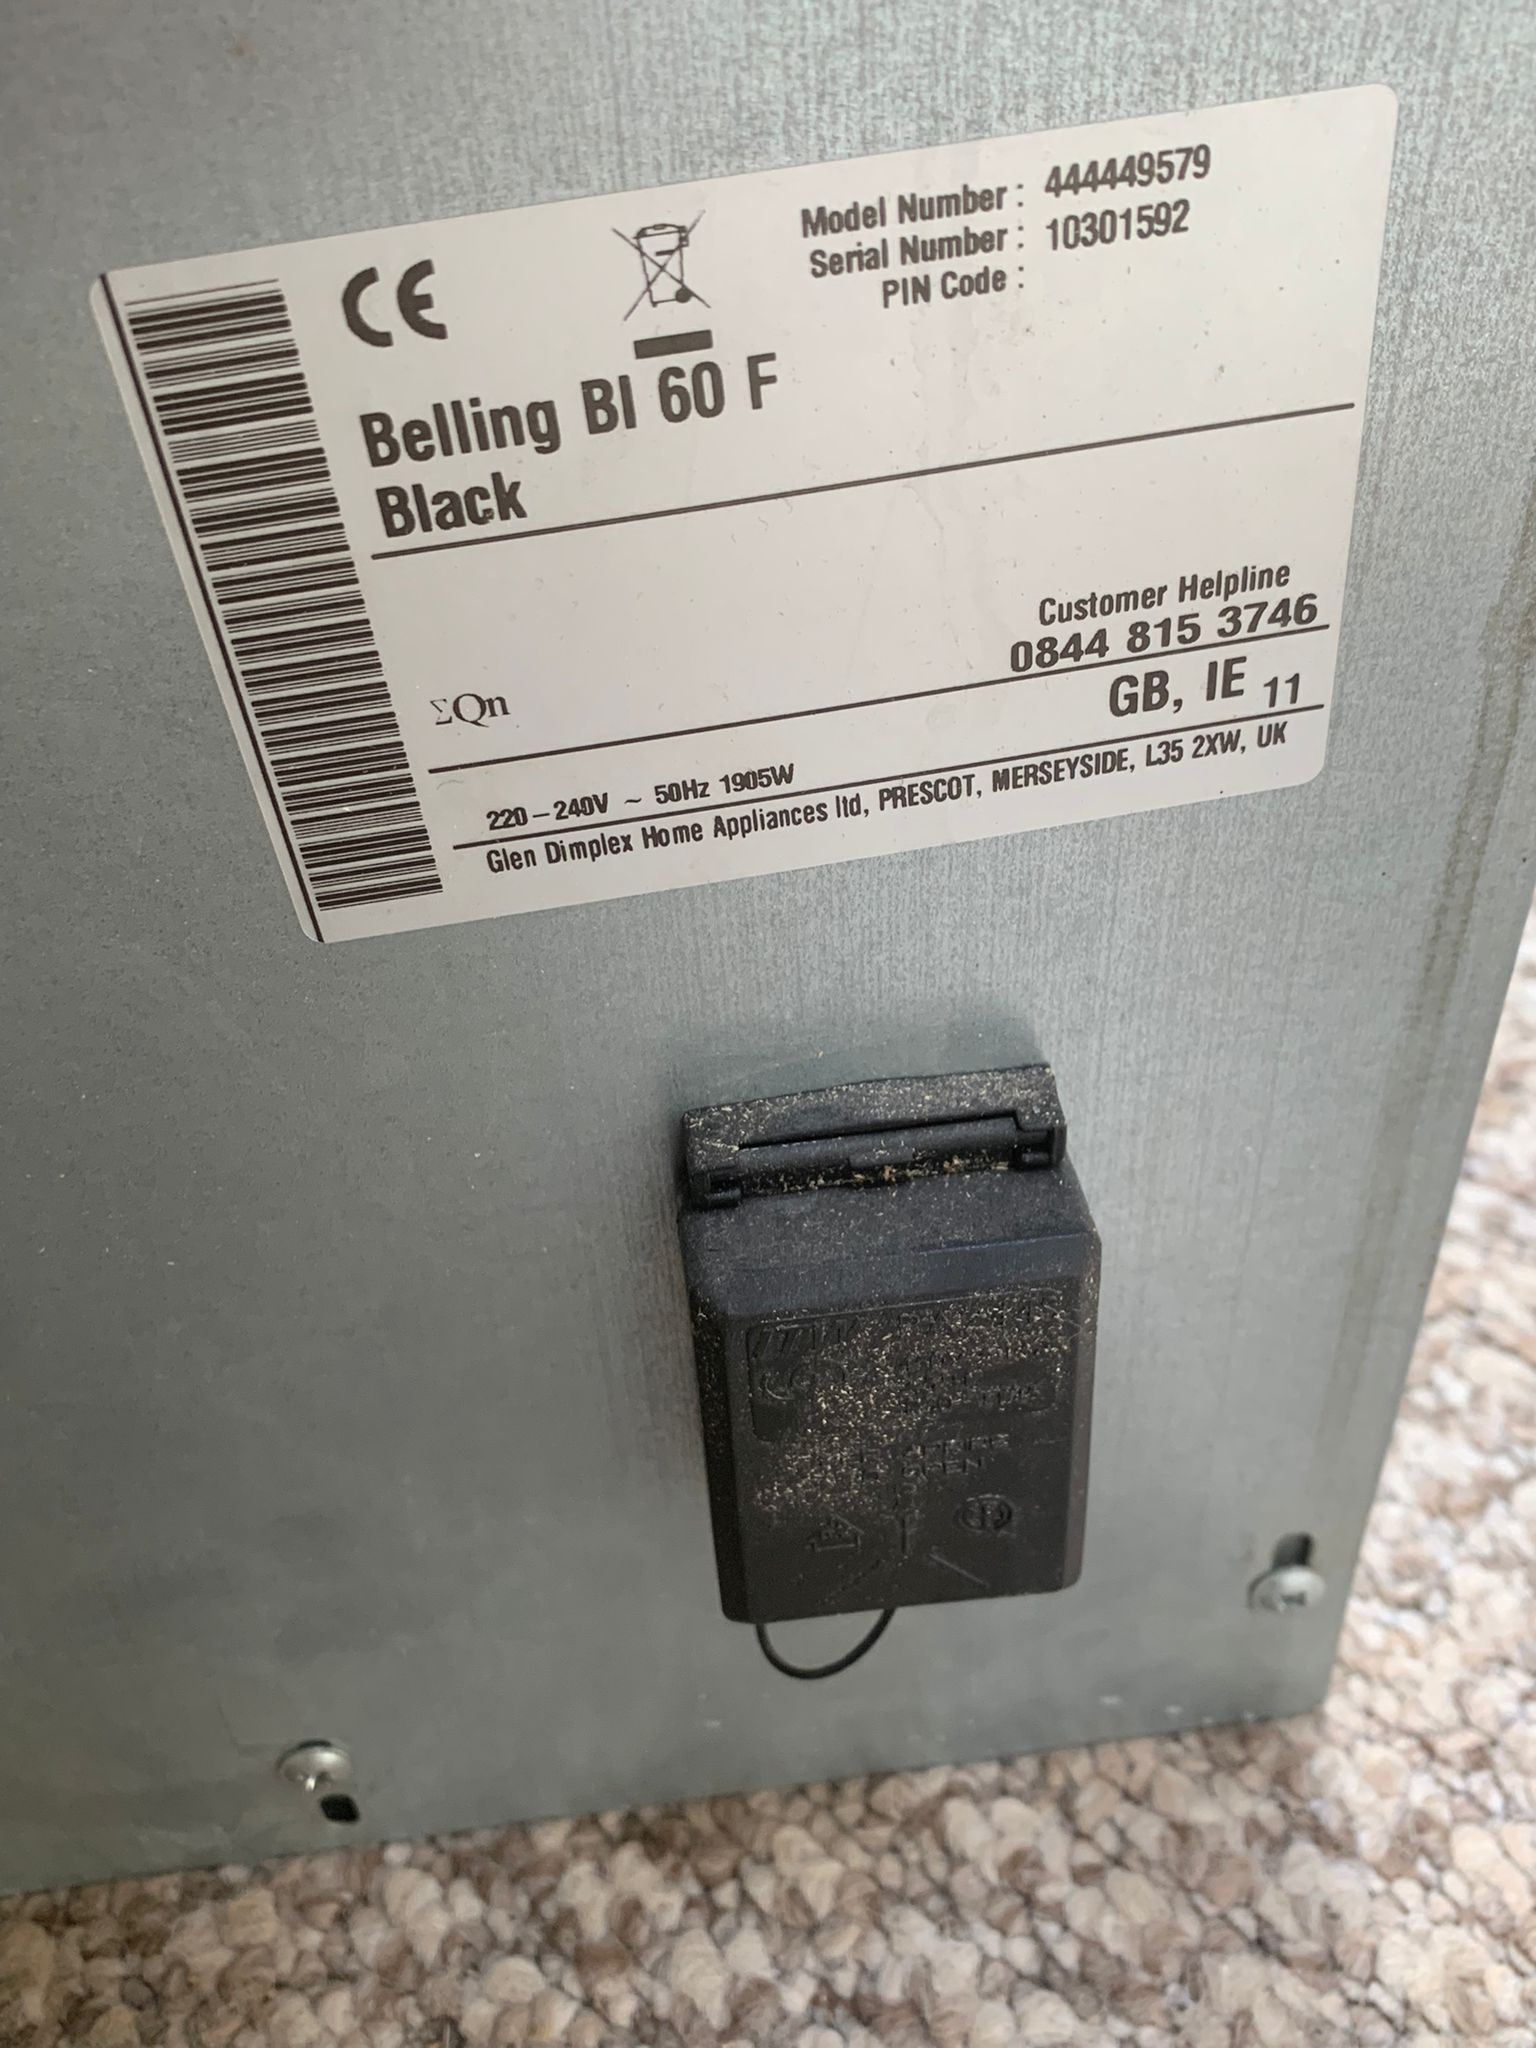 CE
Model Number : 444449579
Serial Number : 10301592
PIN Code :
Belling BI 60 F
Black
Customer Helpline
0844 815 3746
ΣQn
GB, IE 11
220-240V ~ 50Hz 1905W
Glen Dimplex Home Appliances ltd, PRESCOT, MERSEYSIDE, L35 2XW, UK
OPEN